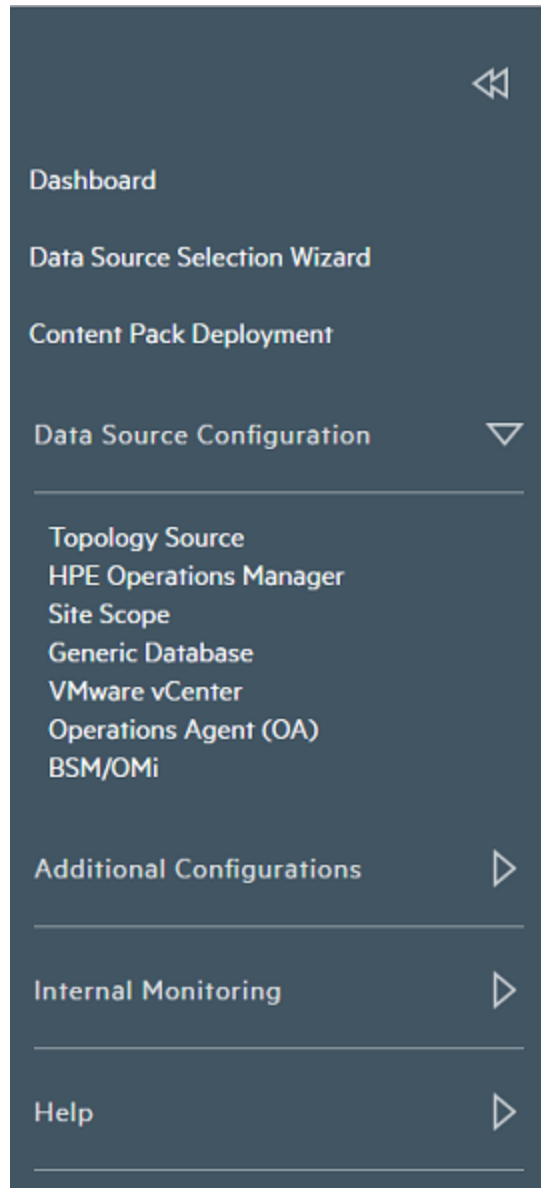 Dashboard
Data Source Selection Wizard
Content Pack Deployment
Data Source Configuration
Topology Source
HPE Operations Manager
Site Scope
Generic Database
VMware vCenter
Operations Agent (OA)
BSM/OMi
Additional Configurations
Internal Monitoring
Help